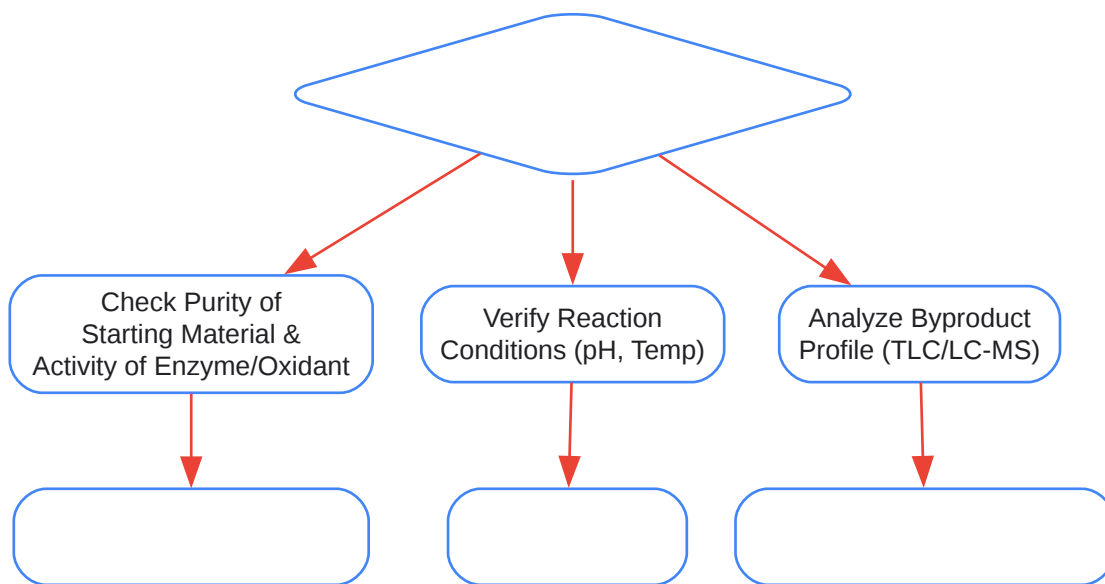 Check Purity of
Starting Material &
Activity of Enzyme/Oxidant
Verify Reaction
Conditions (pH, Temp)
Analyze Byproduct
Profile (TLC/LC-MS)